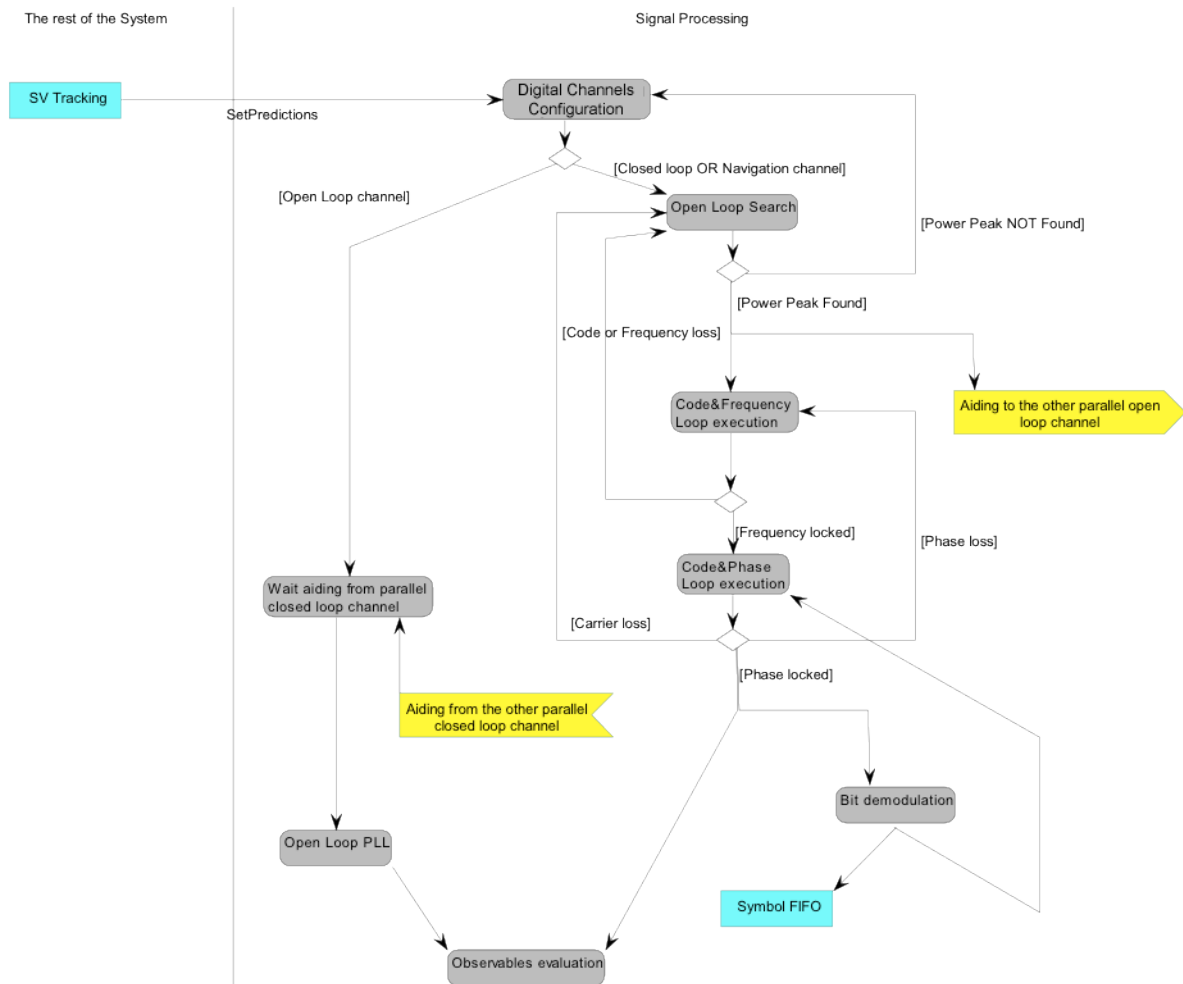 The rest of the System
Signal Processing
SV Tracking
SetPredictions
Digital Channels
Configuration
[Open Loop channel]
[Closed loop OR Navigation channel]
Open Loop Search
[Power Peak NOT Found]
[Power Peak Found]
[Code or Frequency loss]
Code&Frequency
Loop execution
Aiding to the other parallel open
loop channel
[Frequency locked]
[Phase loss]
Code&Phase
Loop execution
Wait aiding from parallel
closed loop channel
[Carrier loss]
[Phase locked]
Aiding from the other parallel
closed loop channel
Bit demodulation
Open Loop PLL
Symbol FIFO
Observables evaluation